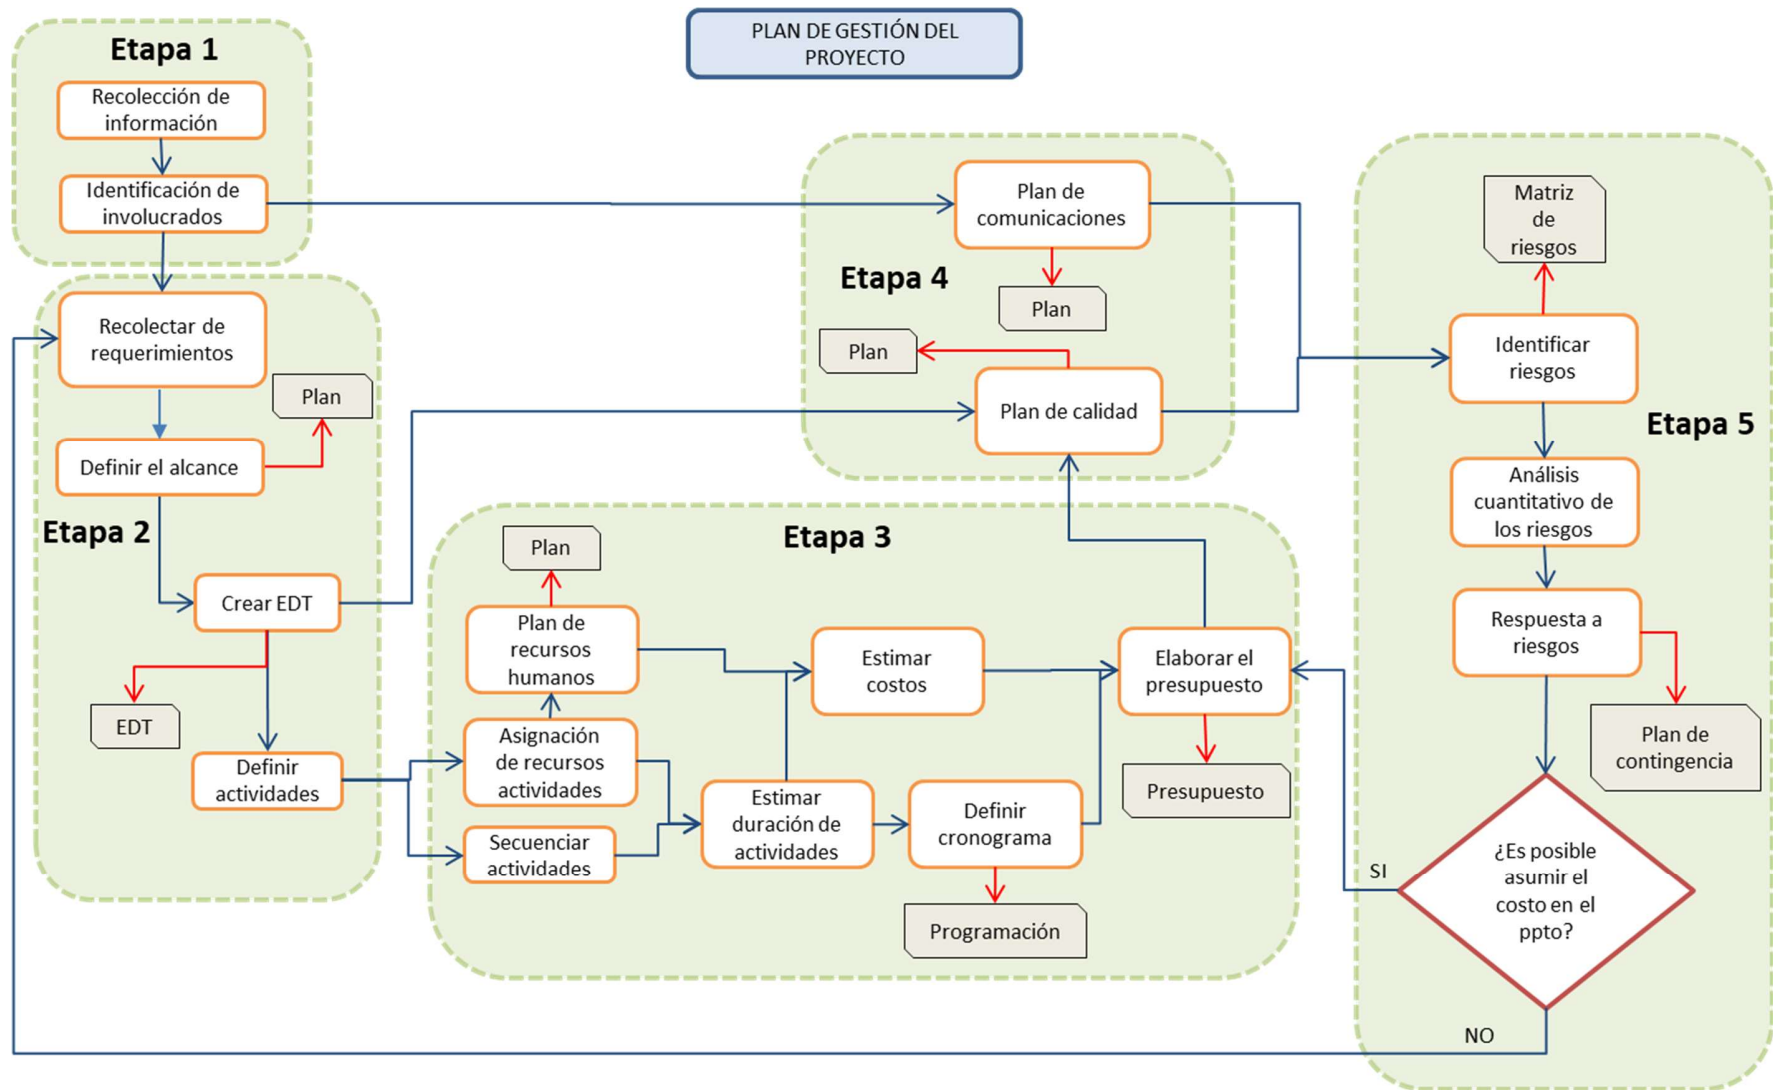 PLAN DE GESTIÓN DEL
PROYECTO
Etapa 1
Recolección de
información
Identificación de
involucrados
Recolectar de
requerimientos
Plan
Definir el alcance
Etapa 2
Crear EDT
EDT
Definir
actividades
Etapa 3
Plan
Plan de
recursos
humanos
Asignación
de recursos
actividades
Secuenciar
actividades
Estimar
costos
Estimar
duración de
actividades
Definir
cronograma
Programación
Elaborar el
presupuesto
Presupuesto
Etapa 4
Plan de
comunicaciones
Plan
Plan
Plan de calidad
Etapa 5
Matriz
de
riesgos
Identificar
riesgos
Análisis
cuantitativo de
los riesgos
Respuesta a
riesgos
Plan de
contingencia
¿Es posible
asumir el
costo en el
ppto?
SI
NO